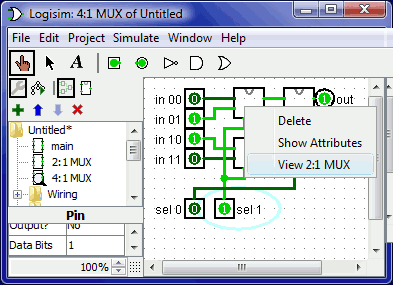 Logisim: 4:1 MUX of Untitled
File Edit Project Simulate Window Help
A
in 00 0
in 01 1
in 10 1
in 11 0
1 out
sel 0 0
1 sel 1
Delete
Show Attributes
View 2:1 MUX
Untitled*
main
2:1 MUX
4:1 MUX
Wiring
Pin
Output? No
Data Bits 1
100%